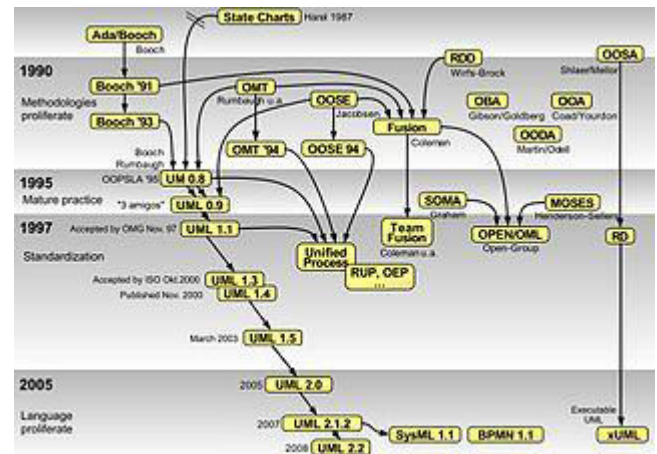 State Charts Harel 1987
Ada/Booch
Booch
RDD
Wirfs-Brock
OOSA
Shlaer/Mellor
1990
Methodologies
proliferate
Booch '91
OMT
Rumbaugh u.a.
OOSE
Jacobsen
OBA
Gibson/Goldberg
OOA
Coad/Yourdon
Booch '93
Fusion
Coleman
OODA
Martin/Odell
Booch
Rumbaugh
OMT '94
OOSE 94
OOPSLA '95 UM 0.8
1995
Mature practice
"3 amigos" UML 0.9
SOMA
Graham
MOSES
Henderson-Sellers
1997
Accepted by OMG Nov. 97 UML 1.1
Team
Fusion
Coleman u.a.
OPEN/OML
Open-Group
RD
Standardization
Unified
Process
RUP, OEP
...
Accepted by ISO Okt.2000 UML 1.3
Published Nov. 2000 UML 1.4
March 2003 UML 1.5
2005
2005 UML 2.0
Language
proliferate
2007 UML 2.1.2
Executable
UML
SysML 1.1
BPMN 1.1
xUML
2008 UML 2.2